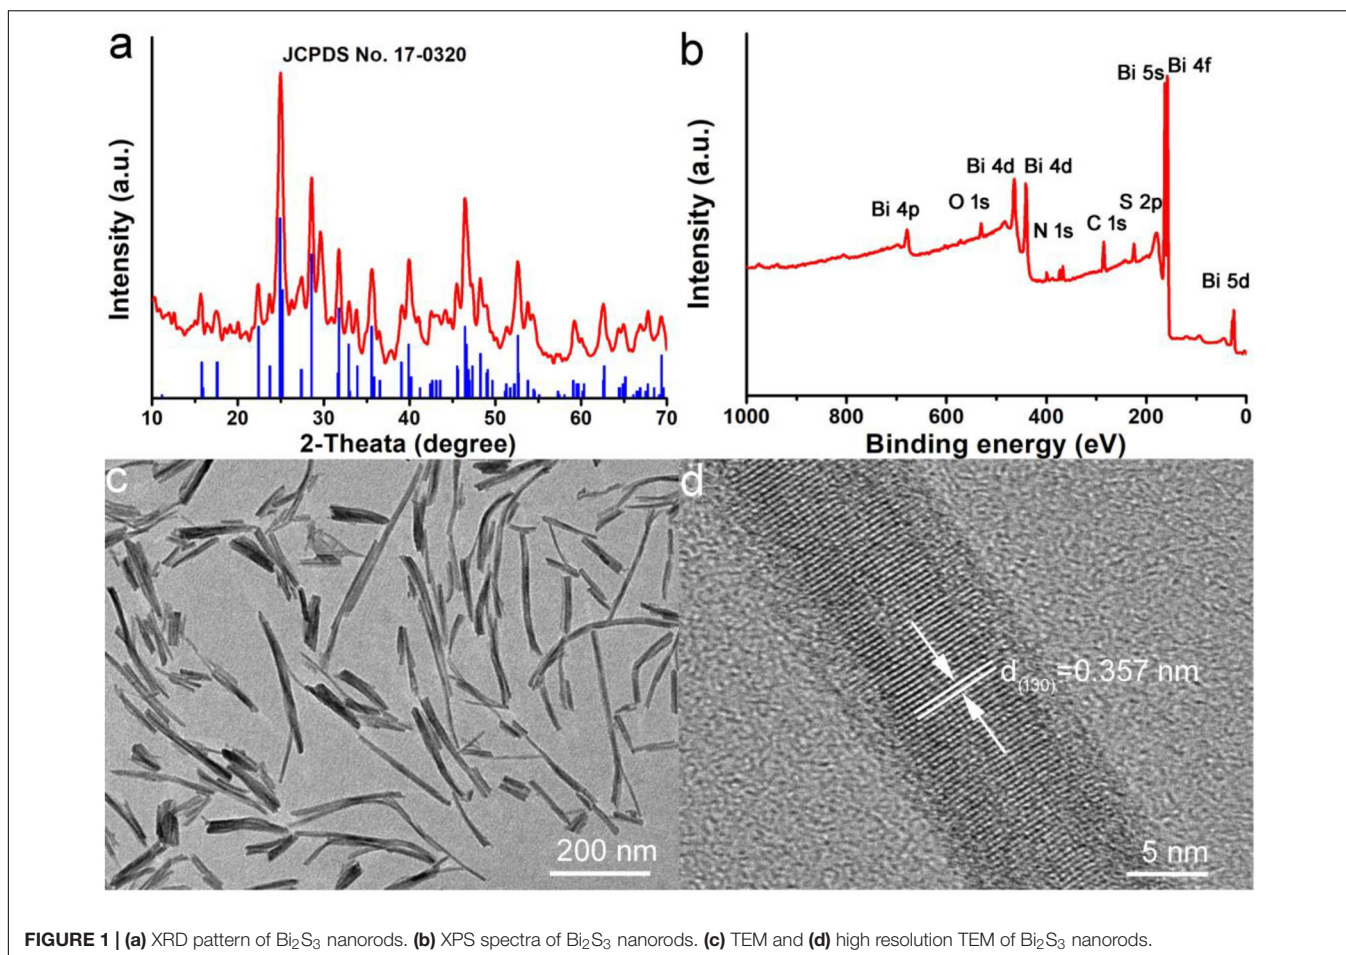 a
JCPDS No. 17-0320
Intensity (a.u.)
10 20 30 40 50 60 70
2-Theata (degree)
b
Bi 5s Bi 4f
Bi 4d Bi 4d
Bi 4p
O 1s
N 1s
C 1s
S 2p
Bi 5d
Intensity (a.u.)
1000 800 600 400 200 0
Binding energy (eV)
c
200 nm
d
d(130)=0.357 nm
5 nm
FIGURE 1 | (a) XRD pattern of Bi2S3 nanorods. (b) XPS spectra of Bi2S3 nanorods. (c) TEM and (d) high resolution TEM of Bi2S3 nanorods.